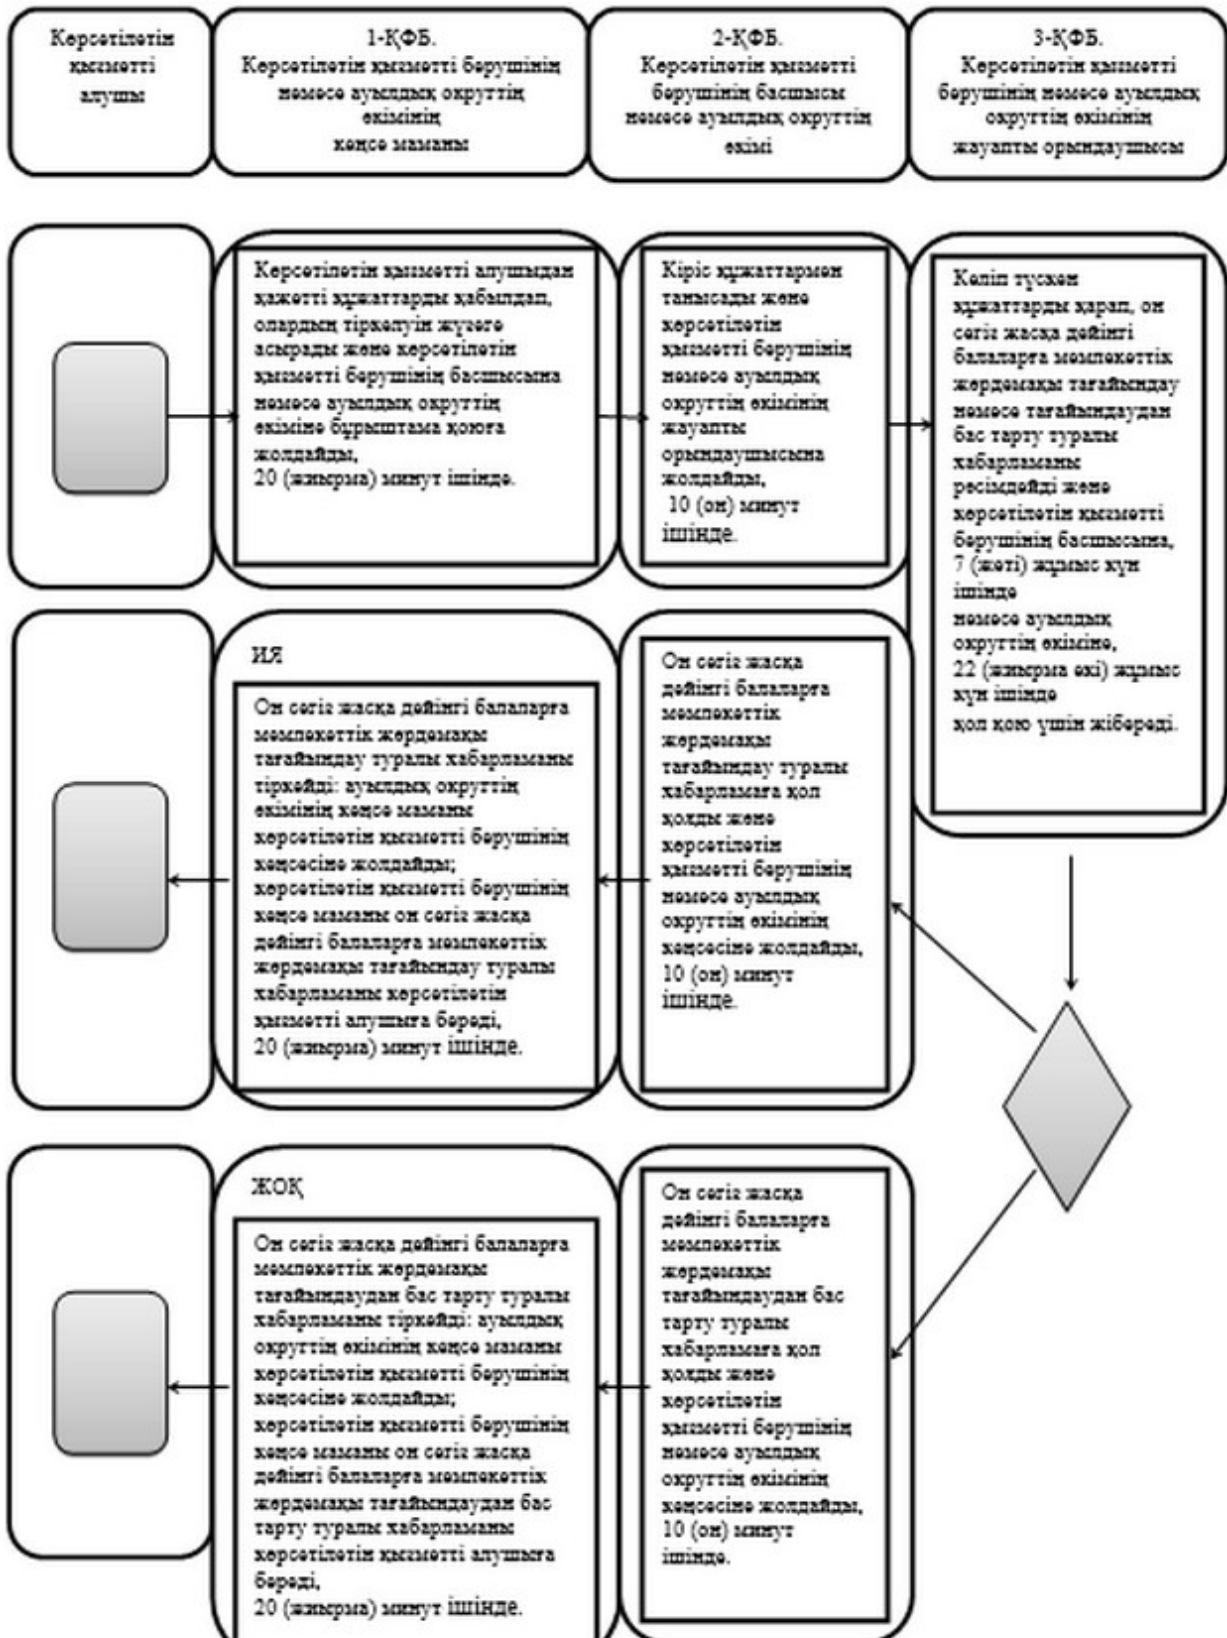 Көрсетілетін
қызметті
алушы
1-ҚФБ.
Көрсетілетін қызметті берушінің
немесе ауылдық округтің
әкімінің
кеңсе маманы
2-ҚФБ.
Көрсетілетін қызметті
берушінің басшысы
немесе ауылдық округтің
әкімі
3-ҚФБ.
Көрсетілетін қызметті
берушінің немесе ауылдық
округтің әкімінің
жауапты орындаушысы
Көрсетілетін қызметті алушыдан
қажетті құжаттарды қабылдап,
олардың тіркелуін жүзеге
асырады және көрсетілетін
қызметті берушінің басшысына
немесе ауылдық округтің
әкіміне бұрыштама қоюға
жолдайды,
20 (жиырма) минут ішінде.
Кіріс құжаттармен
танысады және
көрсетілетін
қызметті берушінің
немесе ауылдық
округтің әкімінің
жауапты
орындаушысына
жолдайды,
10 (он) минут
ішінде.
Келіп түскен
құжаттарды қарап, он
сегіз жасқа дейінгі
балаларға мемлекеттік
жәрдемақы тағайындау
немесе тағайындаудан
бас тарту туралы
хабарламаны
ресімдейді және
көрсетілетін қызметті
берушінің басшысына,
7 (жеті) жұмыс күн
ішінде
немесе ауылдық
округтің әкіміне,
22 (жиырма екі) жұмыс
күн ішінде
қол қою үшін жібереді.
ИЯ
Он сегіз жасқа дейінгі балаларға
мемлекеттік жәрдемақы
тағайындау туралы хабарламаны
тіркейді: ауылдық округтің
әкімінің кеңсе маманы
көрсетілетін қызметті берушінің
кеңсесіне жолдайды;
көрсетілетін қызметті берушінің
кеңсе маманы он сегіз жасқа
дейінгі балаларға мемлекеттік
жәрдемақы тағайындау туралы
хабарламаны көрсетілетін
қызметті алушыға береді,
20 (жиырма) минут ішінде.
Он сегіз жасқа
дейінгі балаларға
мемлекеттік
жәрдемақы
тағайындау туралы
хабарламаға қол
қояды және
көрсетілетін
қызметті берушінің
немесе ауылдық
округтің әкімінің
кеңсесіне жолдайды,
10 (он) минут
ішінде.
ЖОҚ
Он сегіз жасқа дейінгі балаларға
мемлекеттік жәрдемақы
тағайындаудан бас тарту туралы
хабарламаны тіркейді: ауылдық
округтің әкімінің кеңсе маманы
көрсетілетін қызметті берушінің
кеңсесіне жолдайды;
көрсетілетін қызметті берушінің
кеңсе маманы он сегіз жасқа
дейінгі балаларға мемлекеттік
жәрдемақы тағайындаудан бас
тарту туралы хабарламаны
көрсетілетін қызметті алушыға
береді,
20 (жиырма) минут ішінде.
Он сегіз жасқа
дейінгі балаларға
мемлекеттік
жәрдемақы
тағайындаудан бас
тарту туралы
хабарламаға қол
қояды және
көрсетілетін
қызметті берушінің
немесе ауылдық
округтің әкімінің
кеңсесіне жолдайды,
10 (он) минут
ішінде.